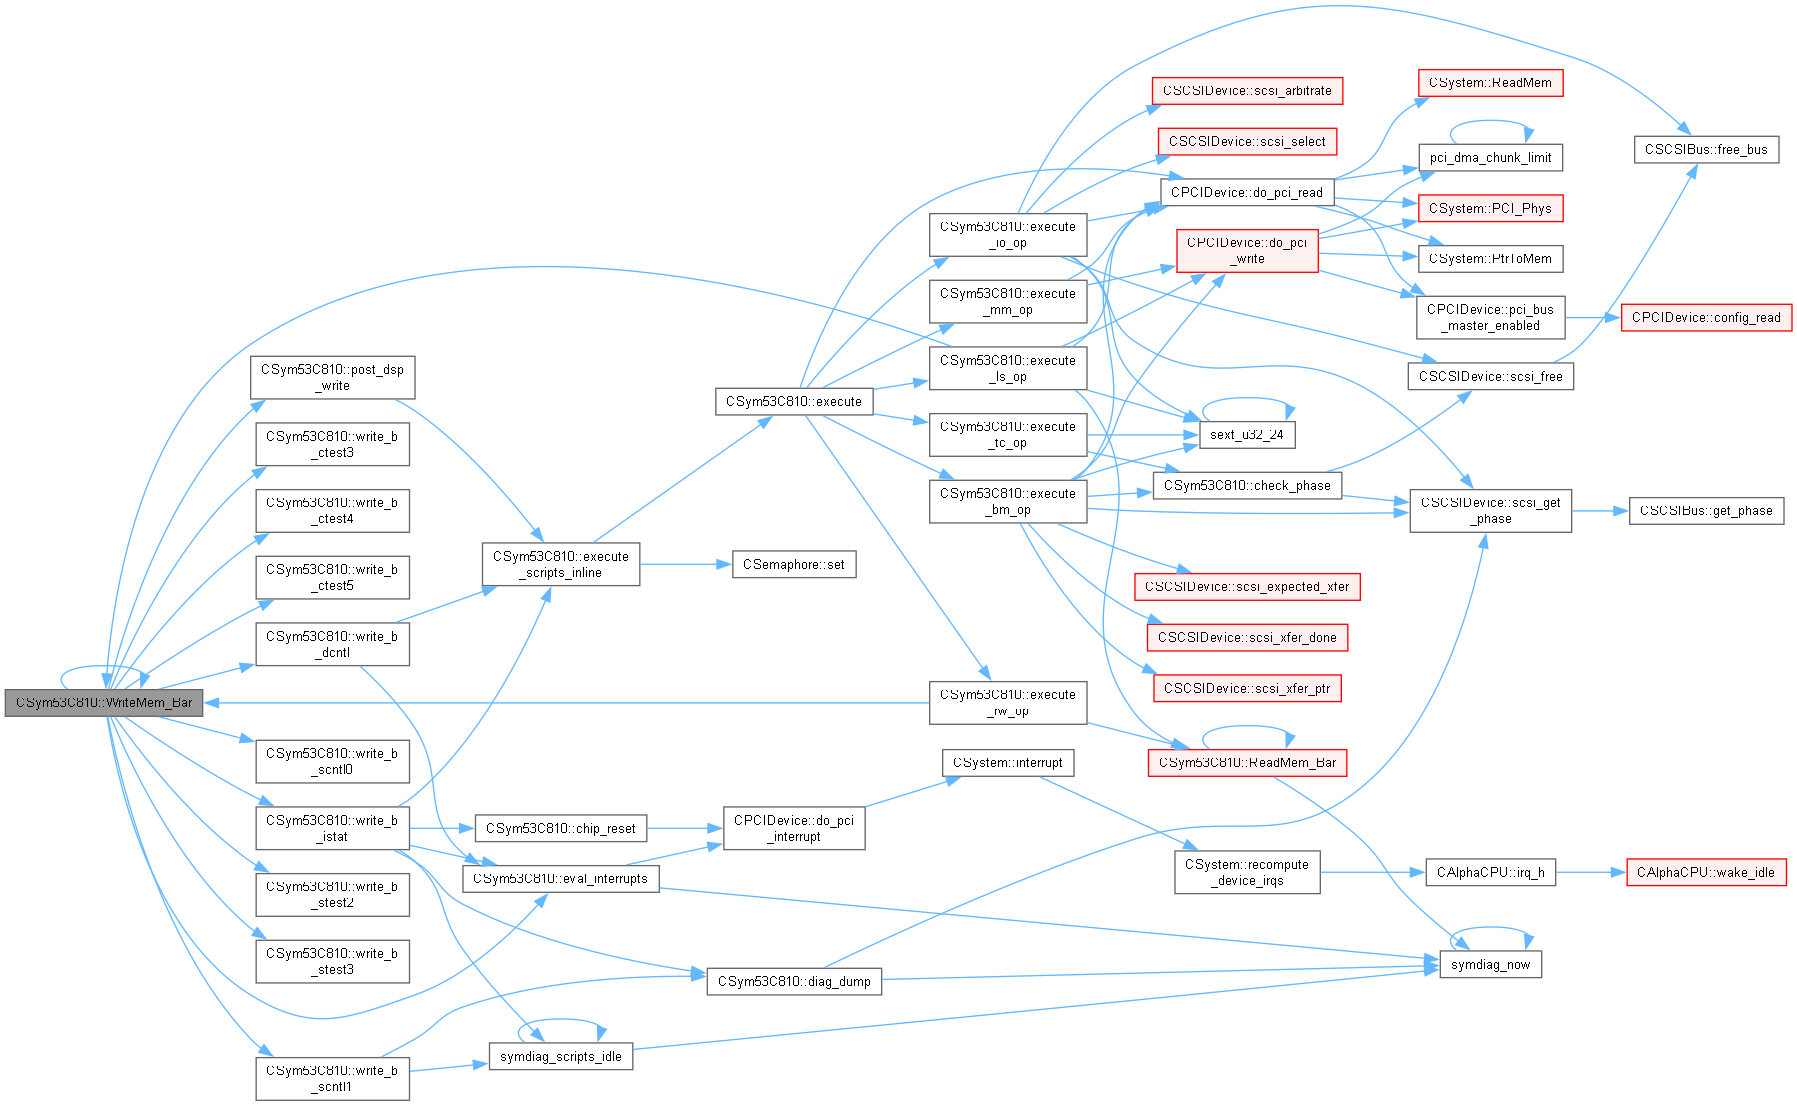 CSym53C810::WriteMem_Bar
CSym53C810::post_dsp
_write
CSym53C810::write_b
_ctest3
CSym53C810::write_b
_ctest4
CSym53C810::write_b
_ctest5
CSym53C810::write_b
_dcntl
CSym53C810::write_b
_scntl0
CSym53C810::write_b
_istat
CSym53C810::write_b
_stest2
CSym53C810::write_b
_stest3
CSym53C810::write_b
_scntl1
CSym53C810::execute
_scripts_inline
CSym53C810::chip_reset
CSym53C810::eval_interrupts
symdiag_scripts_idle
CSym53C810::execute
CSemaphore::set
CPCIDevice::do_pci
_interrupt
CSym53C810::diag_dump
CSym53C810::execute
_io_op
CSym53C810::execute
_mm_op
CSym53C810::execute
_ls_op
CSym53C810::execute
_tc_op
CSym53C810::execute
_bm_op
CSym53C810::execute
_rw_op
CSystem::interrupt
CSCSIDevice::scsi_arbitrate
CSCSIDevice::scsi_select
CPCIDevice::do_pci_read
CPCIDevice::do_pci
_write
sext_u32_24
CSym53C810::check_phase
CSCSIDevice::scsi_expected_xfer
CSCSIDevice::scsi_xfer_done
CSCSIDevice::scsi_xfer_ptr
CSym53C810::ReadMem_Bar
CSystem::recompute
_device_irqs
CSystem::ReadMem
pci_dma_chunk_limit
CSystem::PCI_Phys
CSystem::PtrToMem
CPCIDevice::pci_bus
_master_enabled
CSCSIDevice::scsi_free
CSCSIDevice::scsi_get
_phase
CAlphaCPU::irq_h
symdiag_now
CSCSIBus::free_bus
CPCIDevice::config_read
CSCSIBus::get_phase
CAlphaCPU::wake_idle